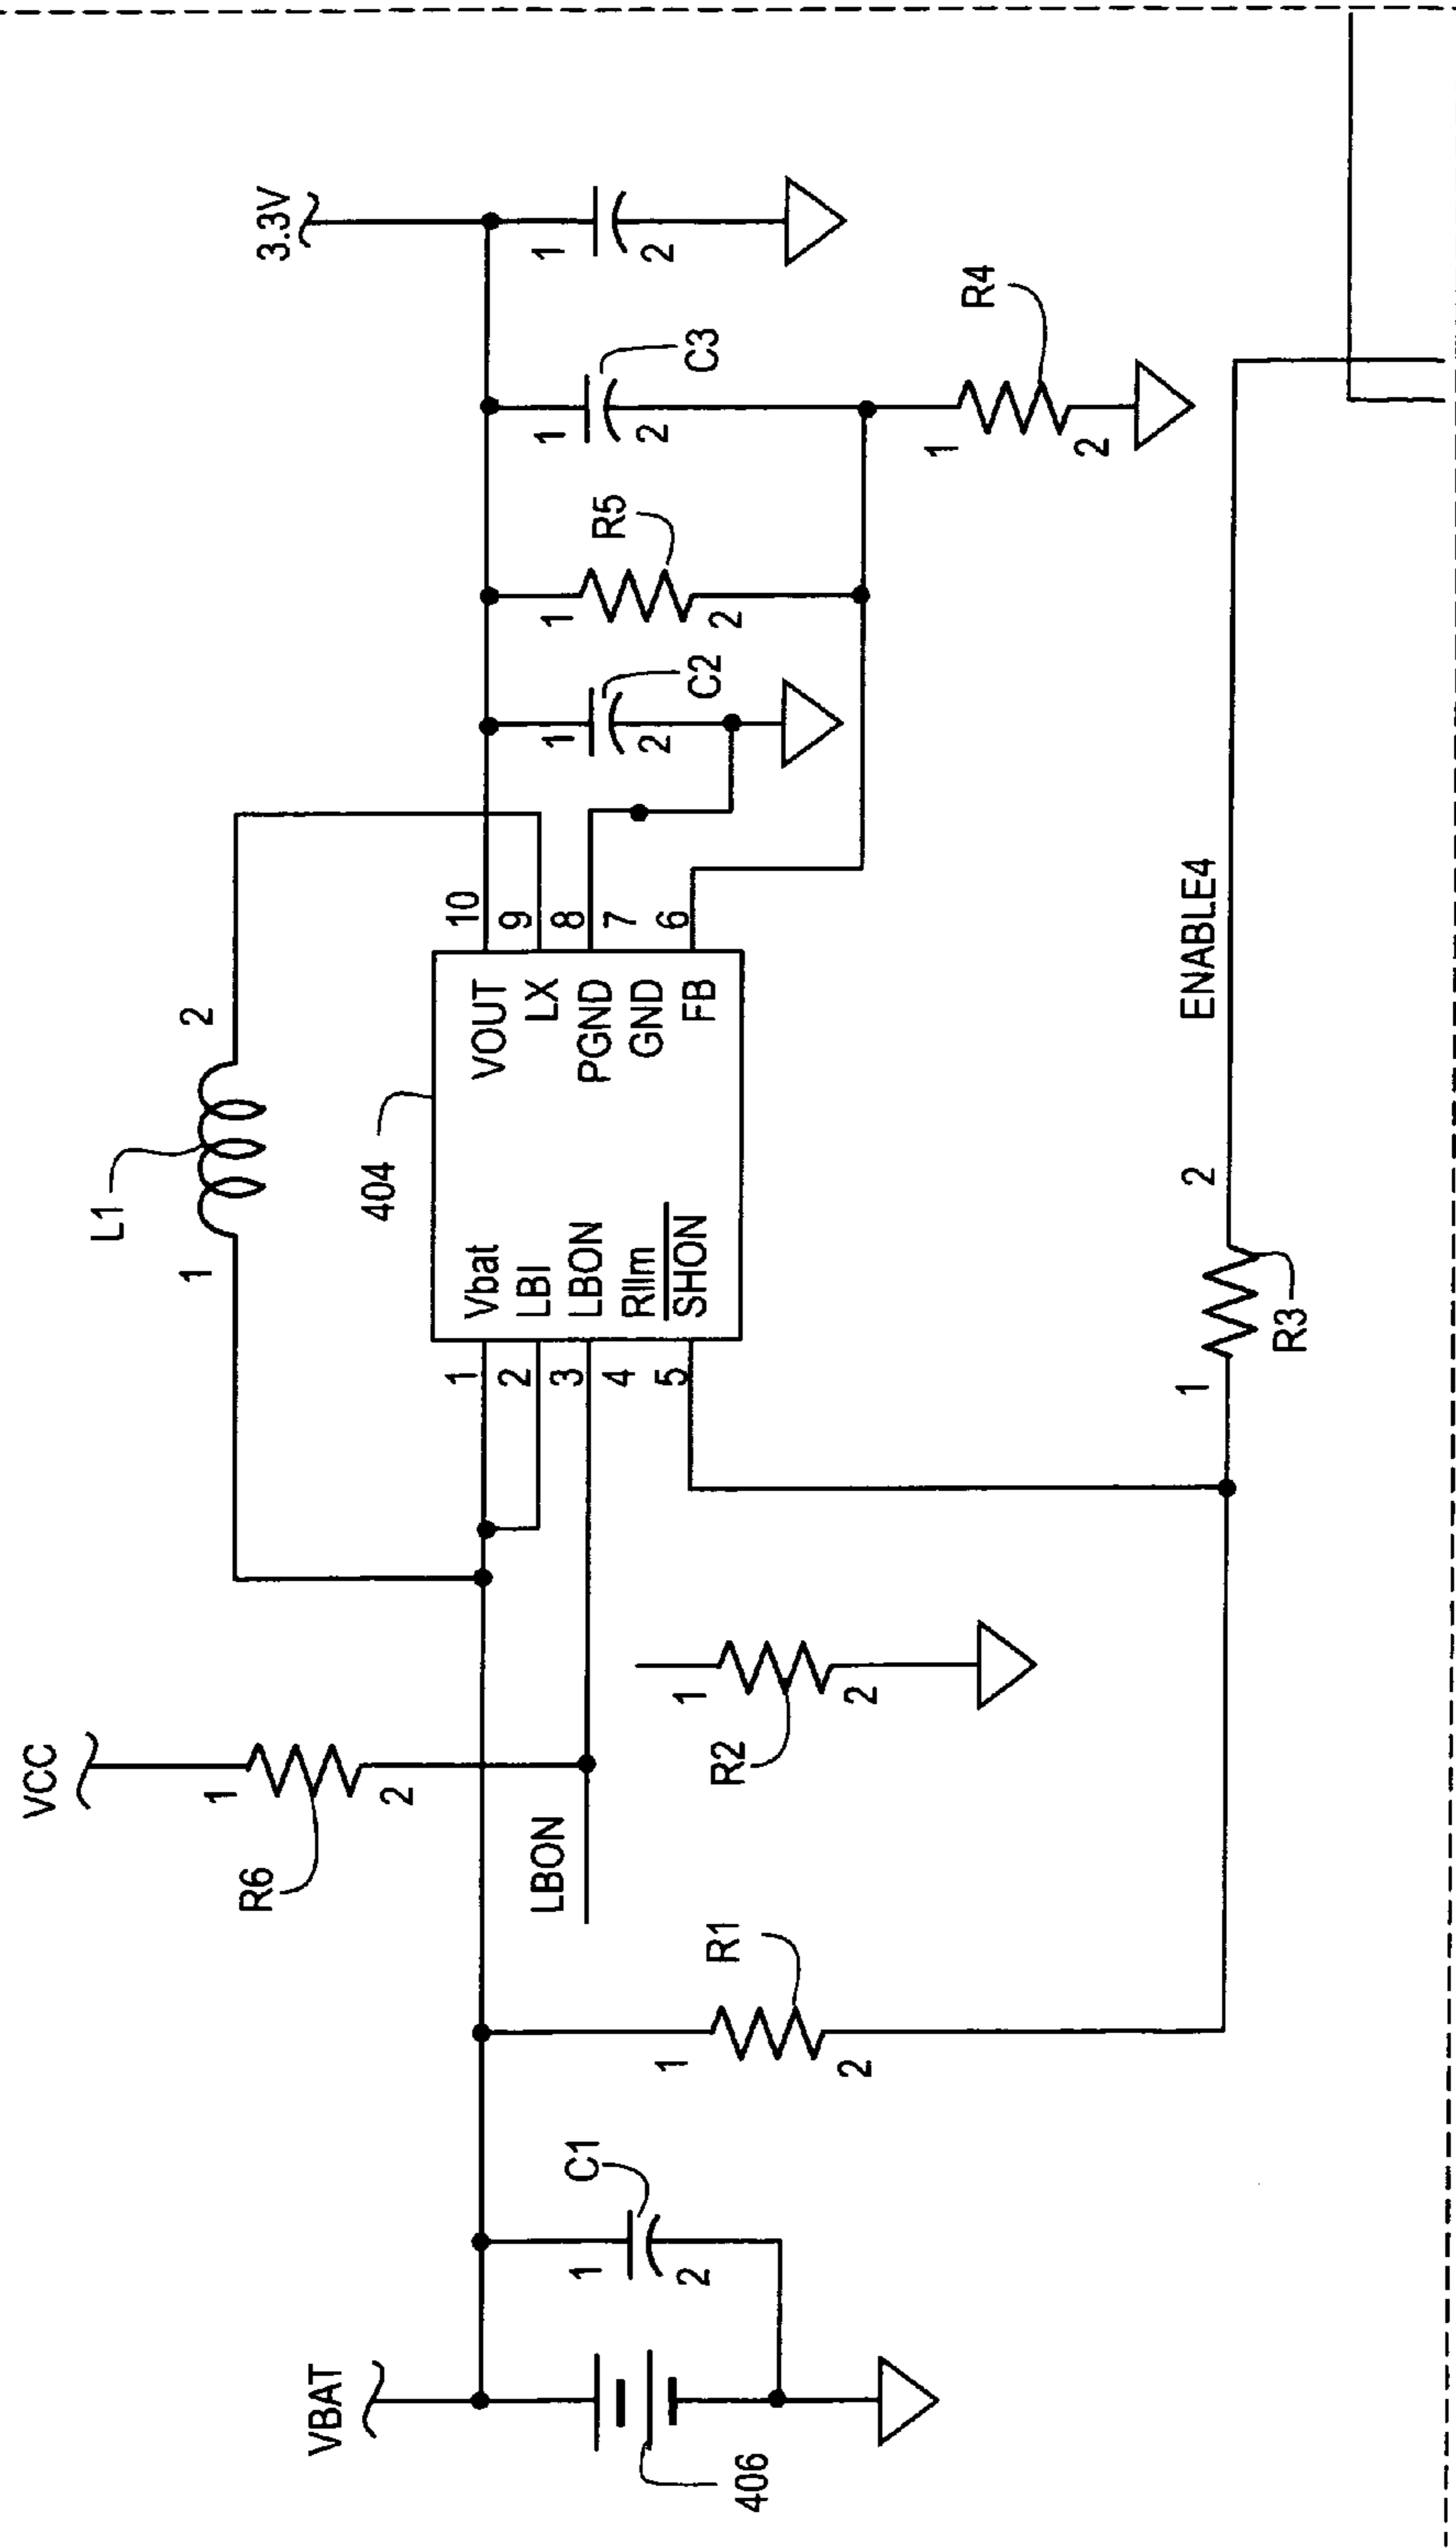 VCC
L1
1
2
R6
1
2
VBAT
3.3V
404
1
2
3
4
5
Vbat
LBI
LBON
RIIm
SHON
VOUT
LX
PGND
GND
FB
10
9
8
7
6
LBON
406
1
2
C1
1
2
R1
1
2
R2
1
2
C2
1
2
R5
1
2
C3
1
2
1
2
R4
1
R3
2
ENABLE4